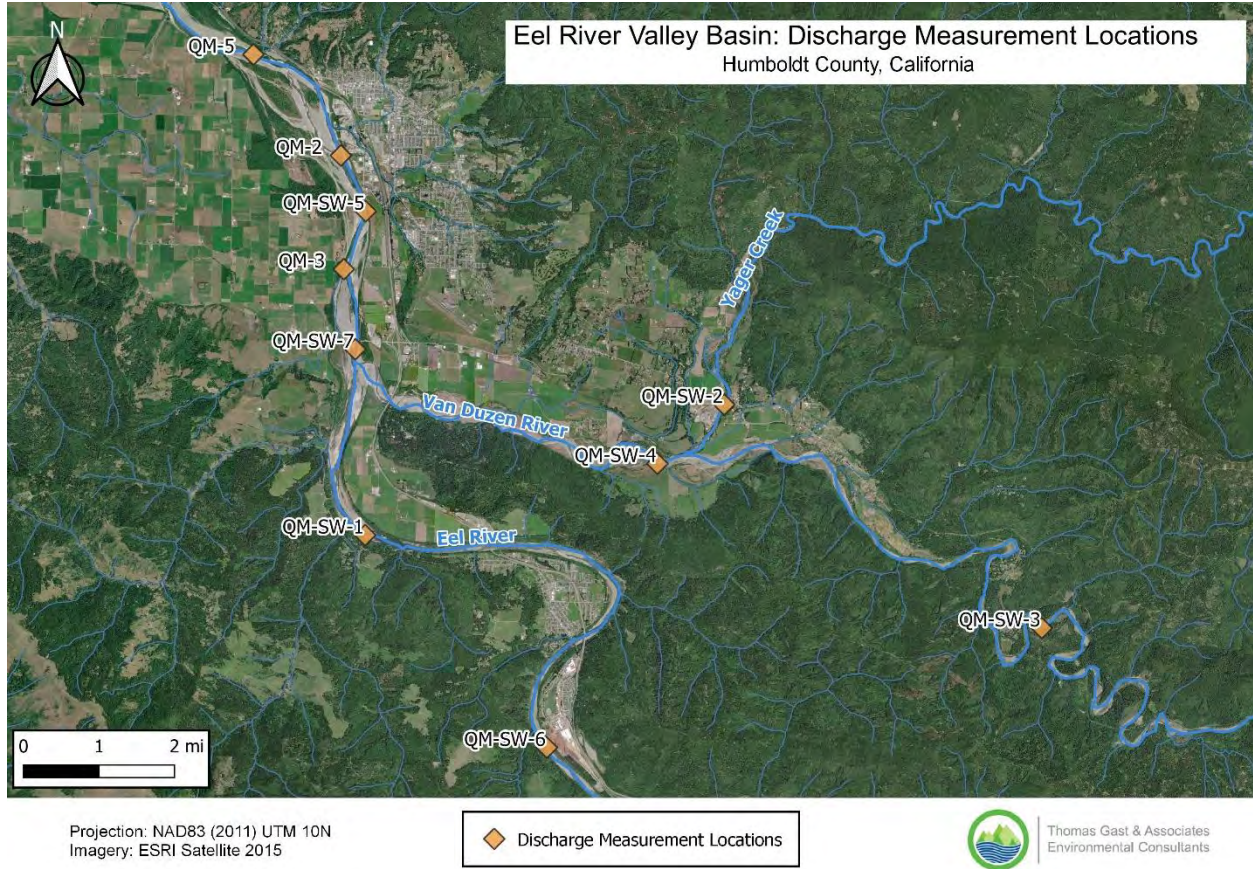 Eel River Valley Basin: Discharge Measurement Locations
Humboldt County, California
N
QM-5
QM-2
QM-SW-5
QM-3
QM-SW-7
Yager Creek
QM-SW-2
Van Duzen River
QM-SW-4
QM-SW-1
Eel River
QM-SW-3
QM-SW-6
0 1 2 mi
Projection: NAD83 (2011) UTM 10N
Imagery: ESRI Satellite 2015
Discharge Measurement Locations
Thomas Gast & Associates
Environmental Consultants